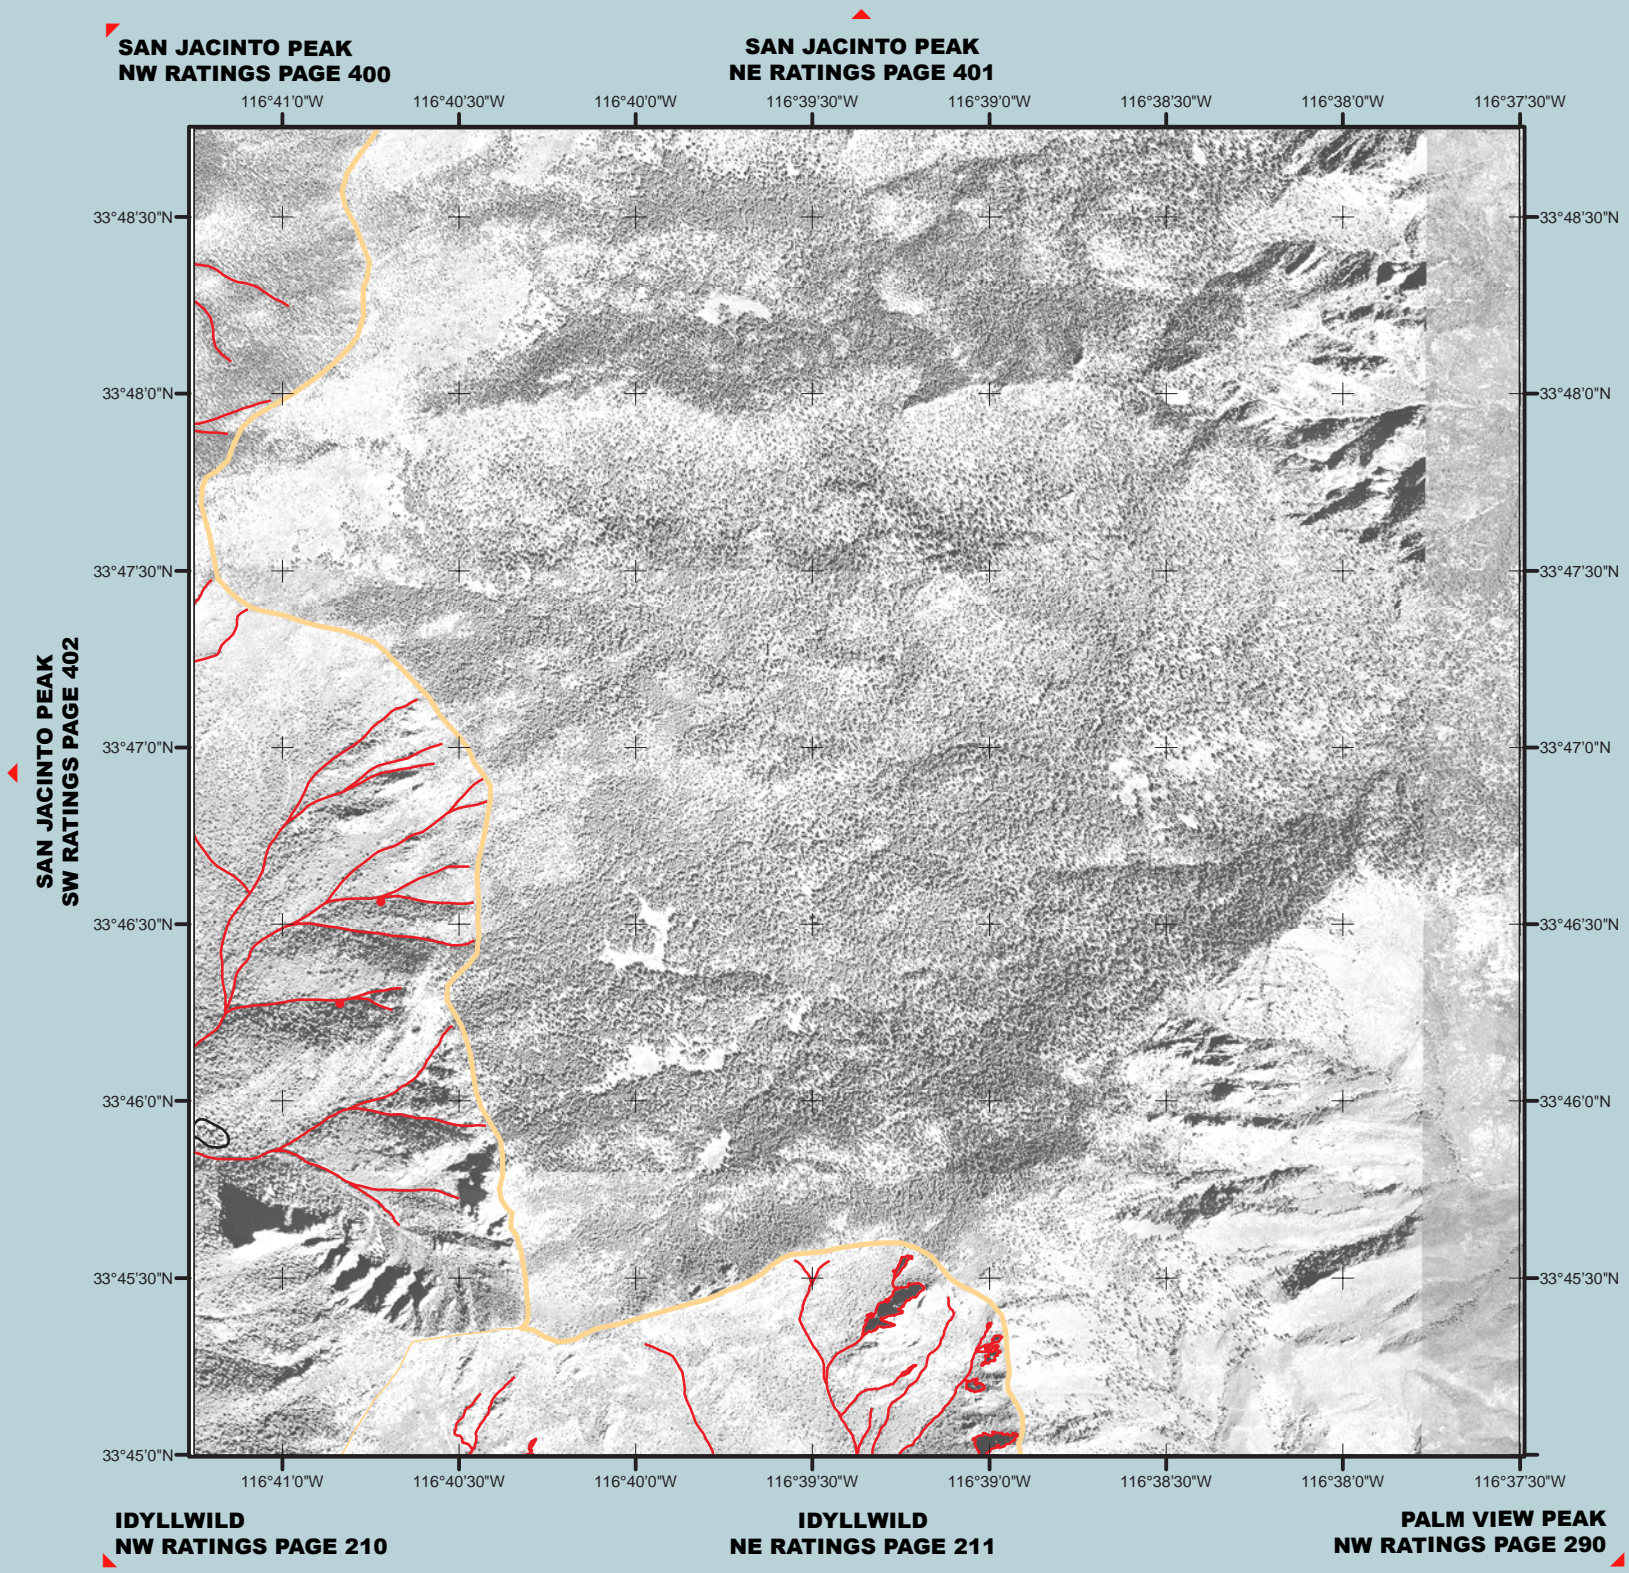 SAN JACINTO PEAK
NW RATINGS PAGE 400
SAN JACINTO PEAK
NE RATINGS PAGE 401
116°41'0"W 116°40'30"W 116°40'0"W 116°39'30"W 116°39'0"W 116°38'30"W 116°38'0"W 116°37'30"W
33°48'30"N 33°48'30"N
33°48'0"N 33°48'0"N
33°47'30"N 33°47'30"N
SAN JACINTO PEAK
SW RATINGS PAGE 402
33°47'0"N 33°47'0"N
33°46'30"N 33°46'30"N
33°46'0"N 33°46'0"N
33°45'30"N 33°45'30"N
33°45'0"N 33°45'0"N
116°41'0"W 116°40'30"W 116°40'0"W 116°39'30"W 116°39'0"W 116°38'30"W 116°38'0"W 116°37'30"W
IDYLLWILD
NW RATINGS PAGE 210
IDYLLWILD
NE RATINGS PAGE 211
PALM VIEW PEAK
NW RATINGS PAGE 290